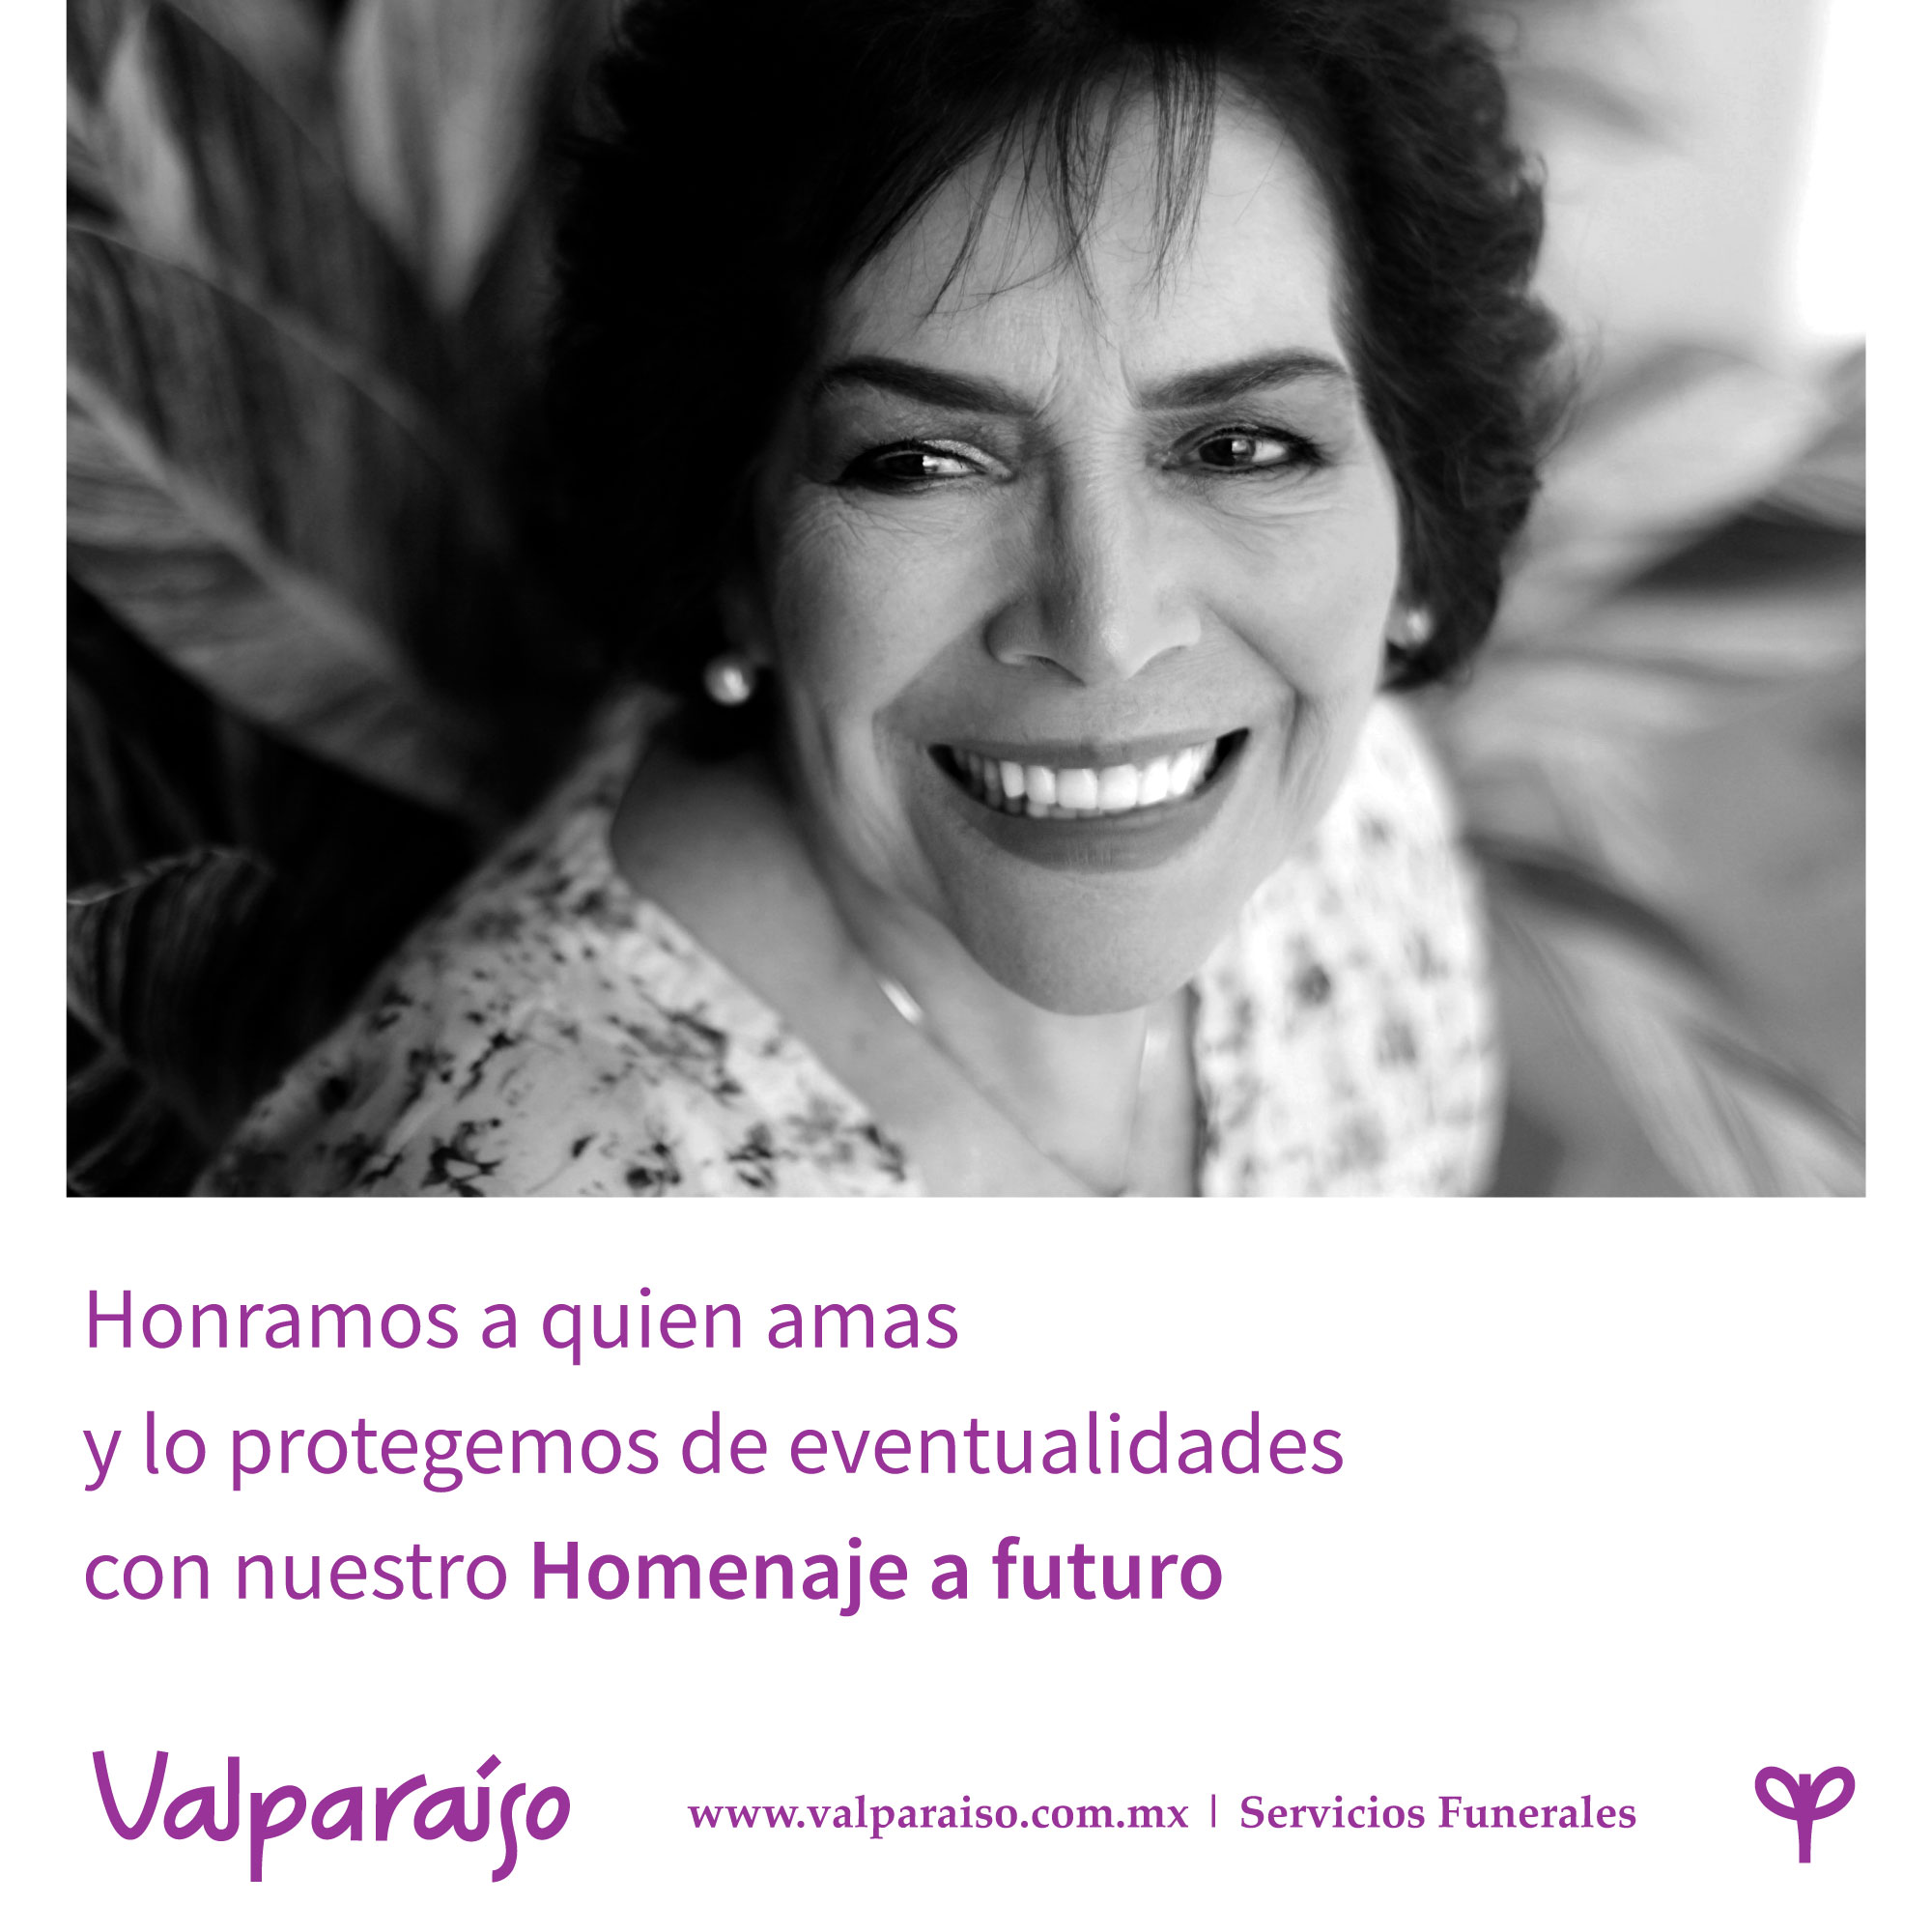 Honramos a quien amas
y lo protegemos de eventualidades
con nuestro Homenaje a futuro
Valparaíso
www.valparaiso.com.mx | Servicios Funerales